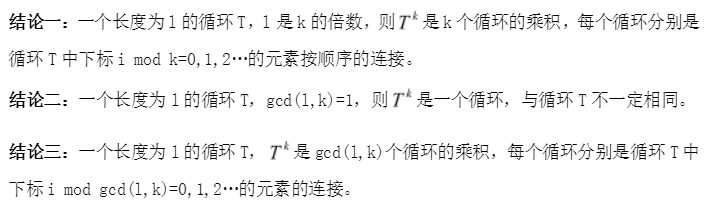 结论一：一个长度为 l 的循环 T，l 是 k 的倍数，则 T^k 是 k 个循环的乘积，每个循环分别是
循环 T 中下标 i mod k=0,1,2…的元素按顺序的连接。
结论二：一个长度为 l 的循环 T，gcd(l,k)=1，则 T^k 是一个循环，与循环 T 不一定相同。
结论三：一个长度为 l 的循环 T，T^k 是 gcd(l,k)个循环的乘积，每个循环分别是循环 T 中
下标 i mod gcd(l,k)=0,1,2…的元素的连接。